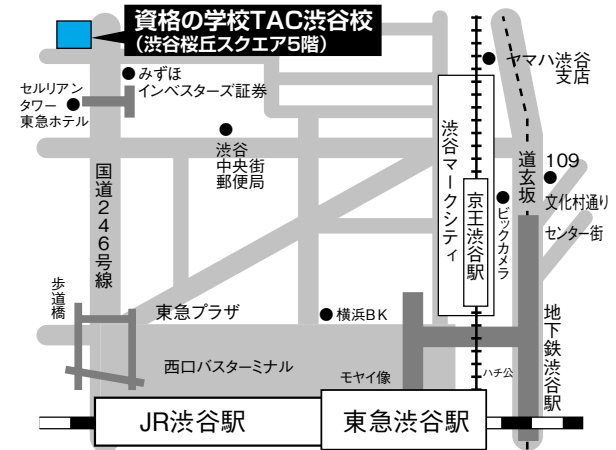 資格の学校TAC渋谷校
(渋谷桜丘スクエア5階)
みずほ
インベスターズ証券
セルリアン
タワー
東急ホテル
ヤマハ渋谷
支店
渋谷
中央街
郵便局
渋谷マークシティ
道玄坂
109
国道246号線
京王渋谷駅
ビックカメラ
文化村通り
センター街
歩道橋
東急プラザ
横浜BK
地下鉄渋谷駅
西口バスターミナル
モヤイ像
ハチ公
JR渋谷駅
東急渋谷駅